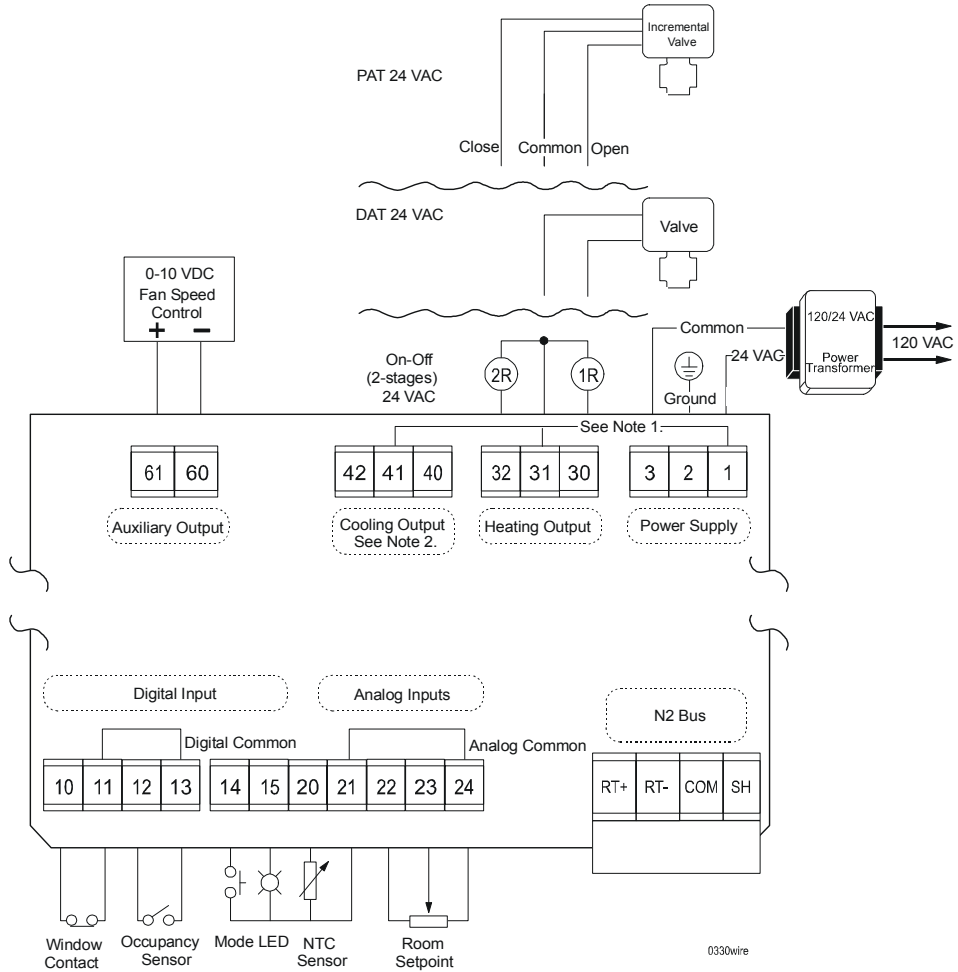 Incremental
Valve
PAT 24 VAC
Close Common Open
DAT 24 VAC
Valve
0-10 VDC
Fan Speed
Control
+ −
120/24 VAC
Power
Transformer
120 VAC
Common
24 VAC
Ground
On-Off
(2-stages)
24 VAC
2R 1R
See Note 1.
61 60
42 41 40
32 31 30
3 2 1
Auxiliary Output
Cooling Output
See Note 2.
Heating Output
Power Supply
Digital Input
Analog Inputs
N2 Bus
Digital Common
Analog Common
10 11 12 13
14 15 20 21 22 23 24
RT+ RT- COM SH
Window
Contact
Occupancy
Sensor
Mode LED
NTC
Sensor
Room
Setpoint
0330wire